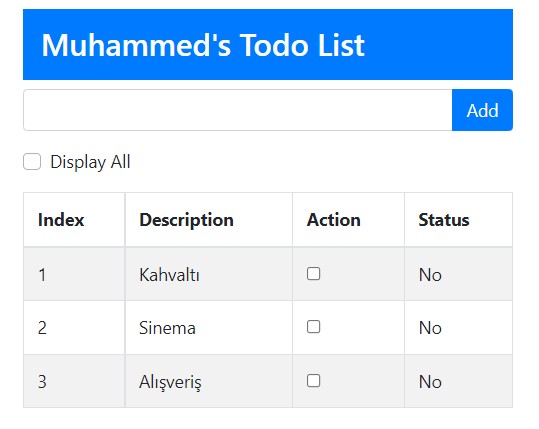 Muhammed's Todo List
Add
Display All
Index Description Action Status
1 Kahvaltı No
2 Sinema No
3 Alışveriş No